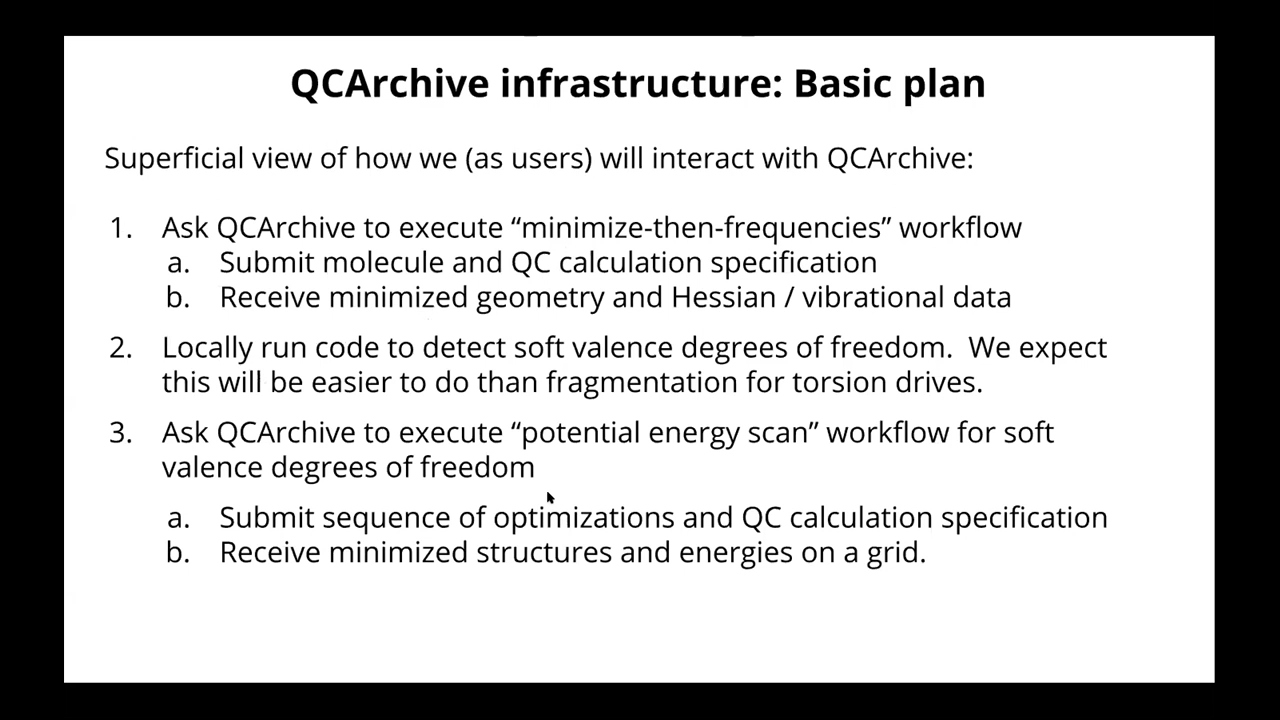 QCArchive infrastructure: Basic plan
Superficial view of how we (as users) will interact with QCArchive:
1. Ask QCArchive to execute “minimize-then-frequencies” workflow
a. Submit molecule and QC calculation specification
b. Receive minimized geometry and Hessian / vibrational data
2. Locally run code to detect soft valence degrees of freedom.  We expect
this will be easier to do than fragmentation for torsion drives.
3. Ask QCArchive to execute “potential energy scan” workflow for soft
valence degrees of freedom
a. Submit sequence of optimizations and QC calculation specification
b. Receive minimized structures and energies on a grid.